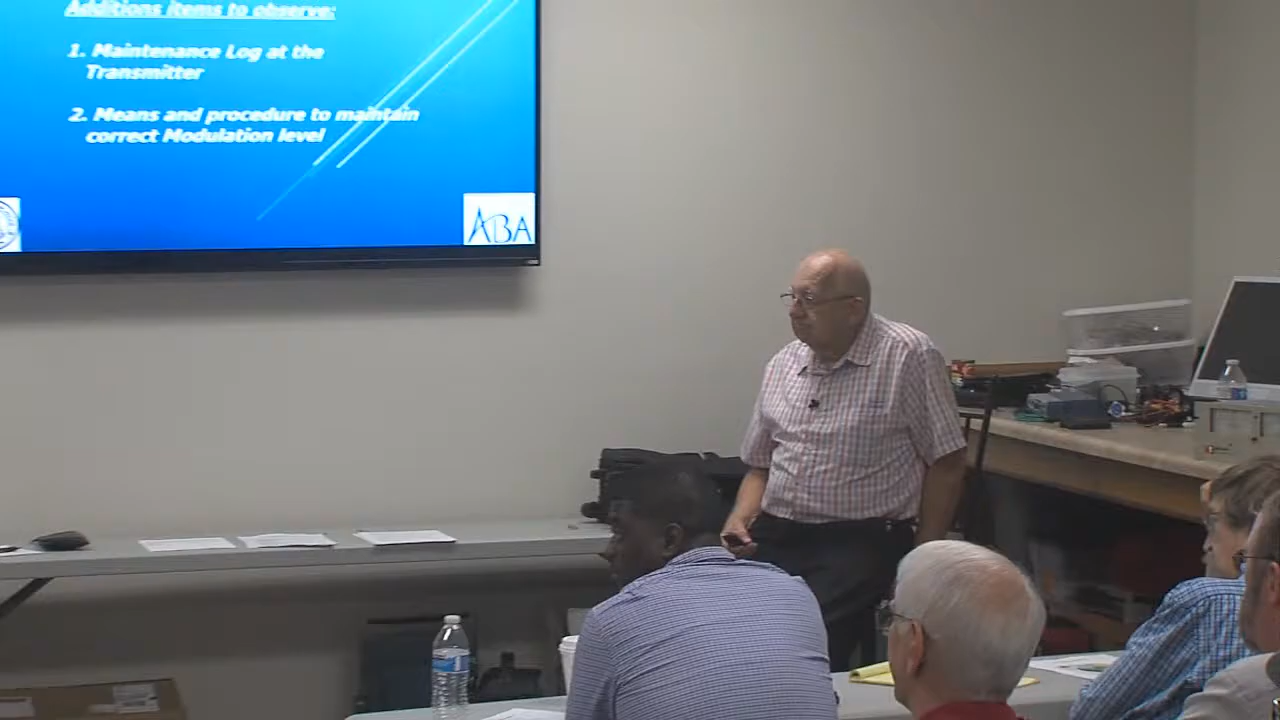 Additions items to observe:
1. Maintenance Log at the
Transmitter
2. Means and procedure to maintain
correct Modulation level
ABA